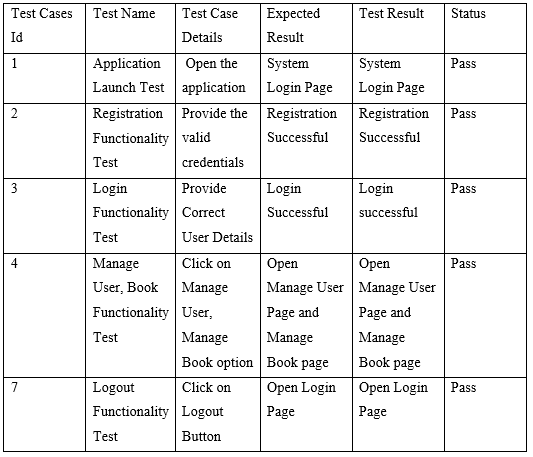 Test Cases Test Name Test Case Expected Test Result Status
Id Details Result
1 Application Open the System System Pass
Launch Test application Login Page Login Page
2 Registration Provide the Registration Registration Pass
Functionality valid Successful Successful
Test credentials
3 Login Provide Login Login Pass
Functionality Correct Successful successful
Test User Details
4 Manage Click on Open Open Pass
User, Book Manage Manage User Manage User
Functionality User, Page and Page and
Test Manage Manage Manage
Book option Book page Book page
7 Logout Click on Open Login Open Login Pass
Functionality Logout Page Page
Test Button